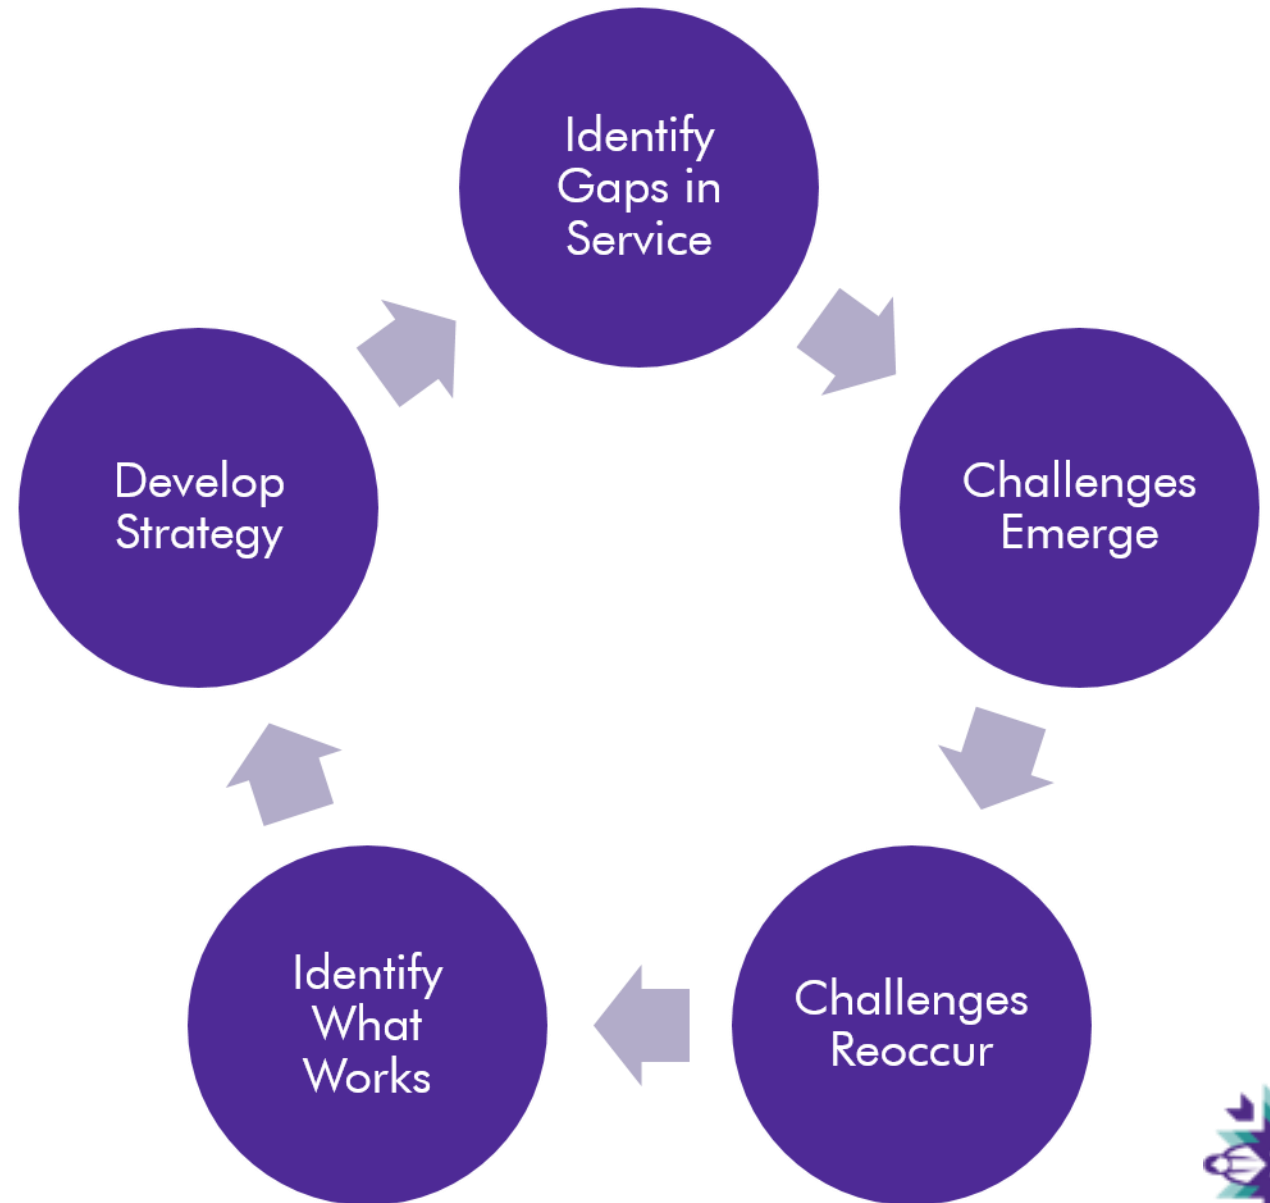 Identify
Gaps in
Service
Challenges
Emerge
Challenges
Reoccur
Identify
What
Works
Develop
Strategy